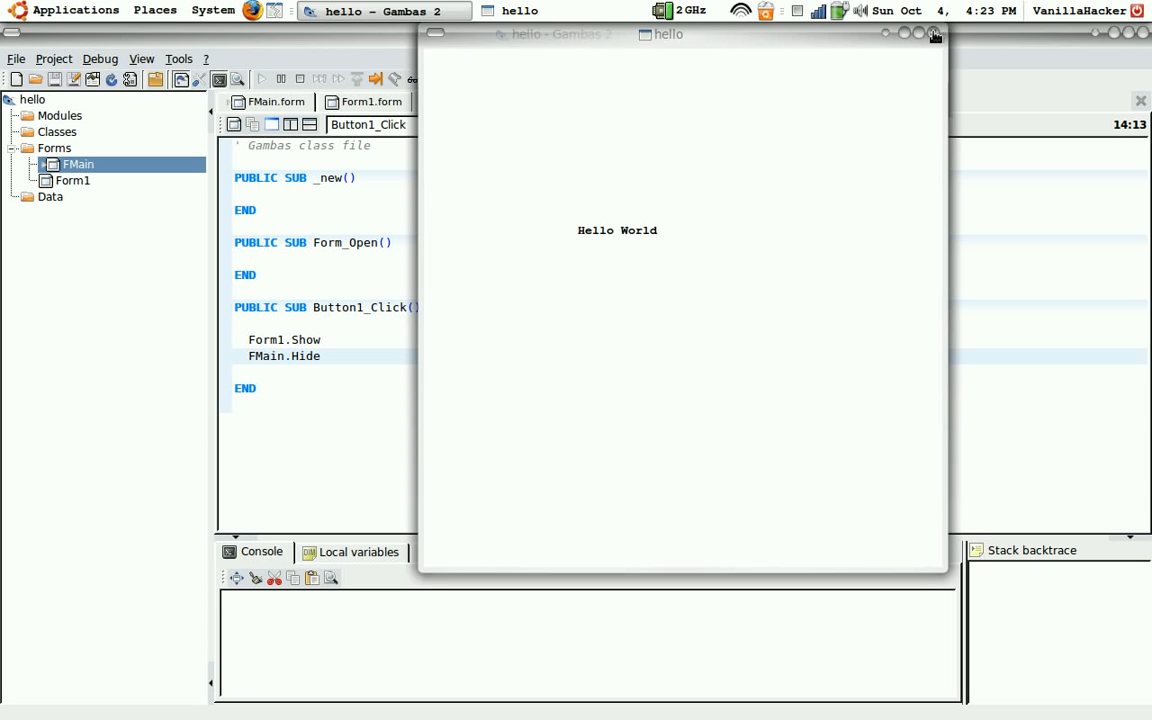 Applications Places System hello - Gambas 2 hello 2 GHz Sun Oct 4, 4:23 PM VanillaHacker
hello - Gambas 2 hello
File Project Debug View Tools ?
hello
Modules
Classes
Forms
FMain
Form1
Data
FMain.form Form1.form
Button1_Click
14:13
' Gambas class file
PUBLIC SUB _new()
END
PUBLIC SUB Form_Open()
END
PUBLIC SUB Button1_Click()
Form1.Show
FMain.Hide
END
Hello World
Console Local variables
Stack backtrace